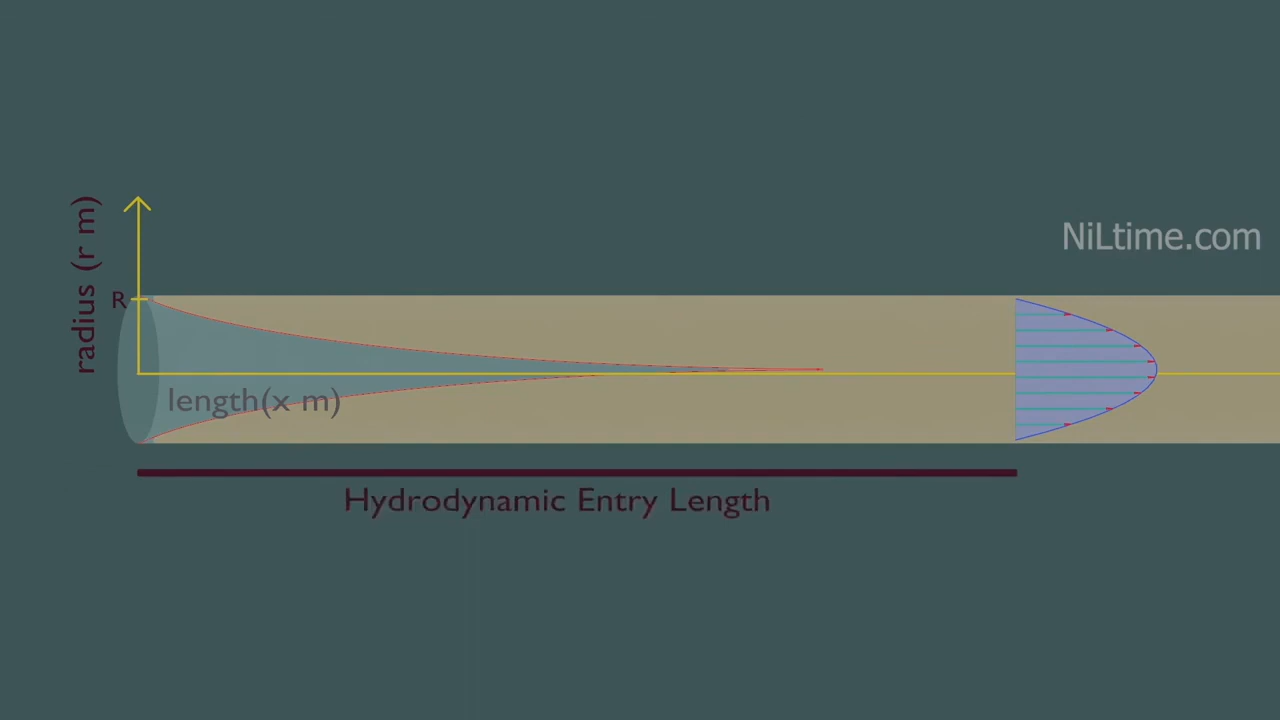 radius (r m)
NiLtime.com
R
length(x m)
Hydrodynamic Entry Length